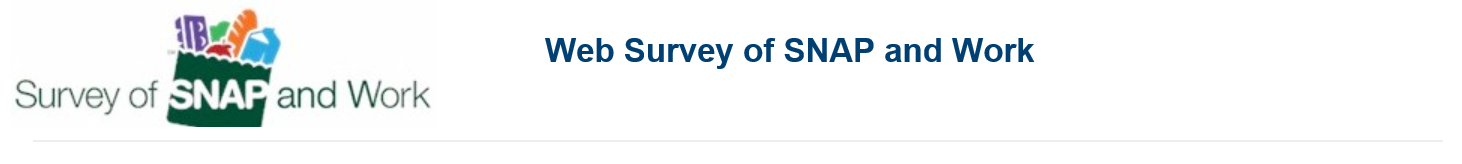 Web Survey of SNAP and Work
Survey of SNAP and Work